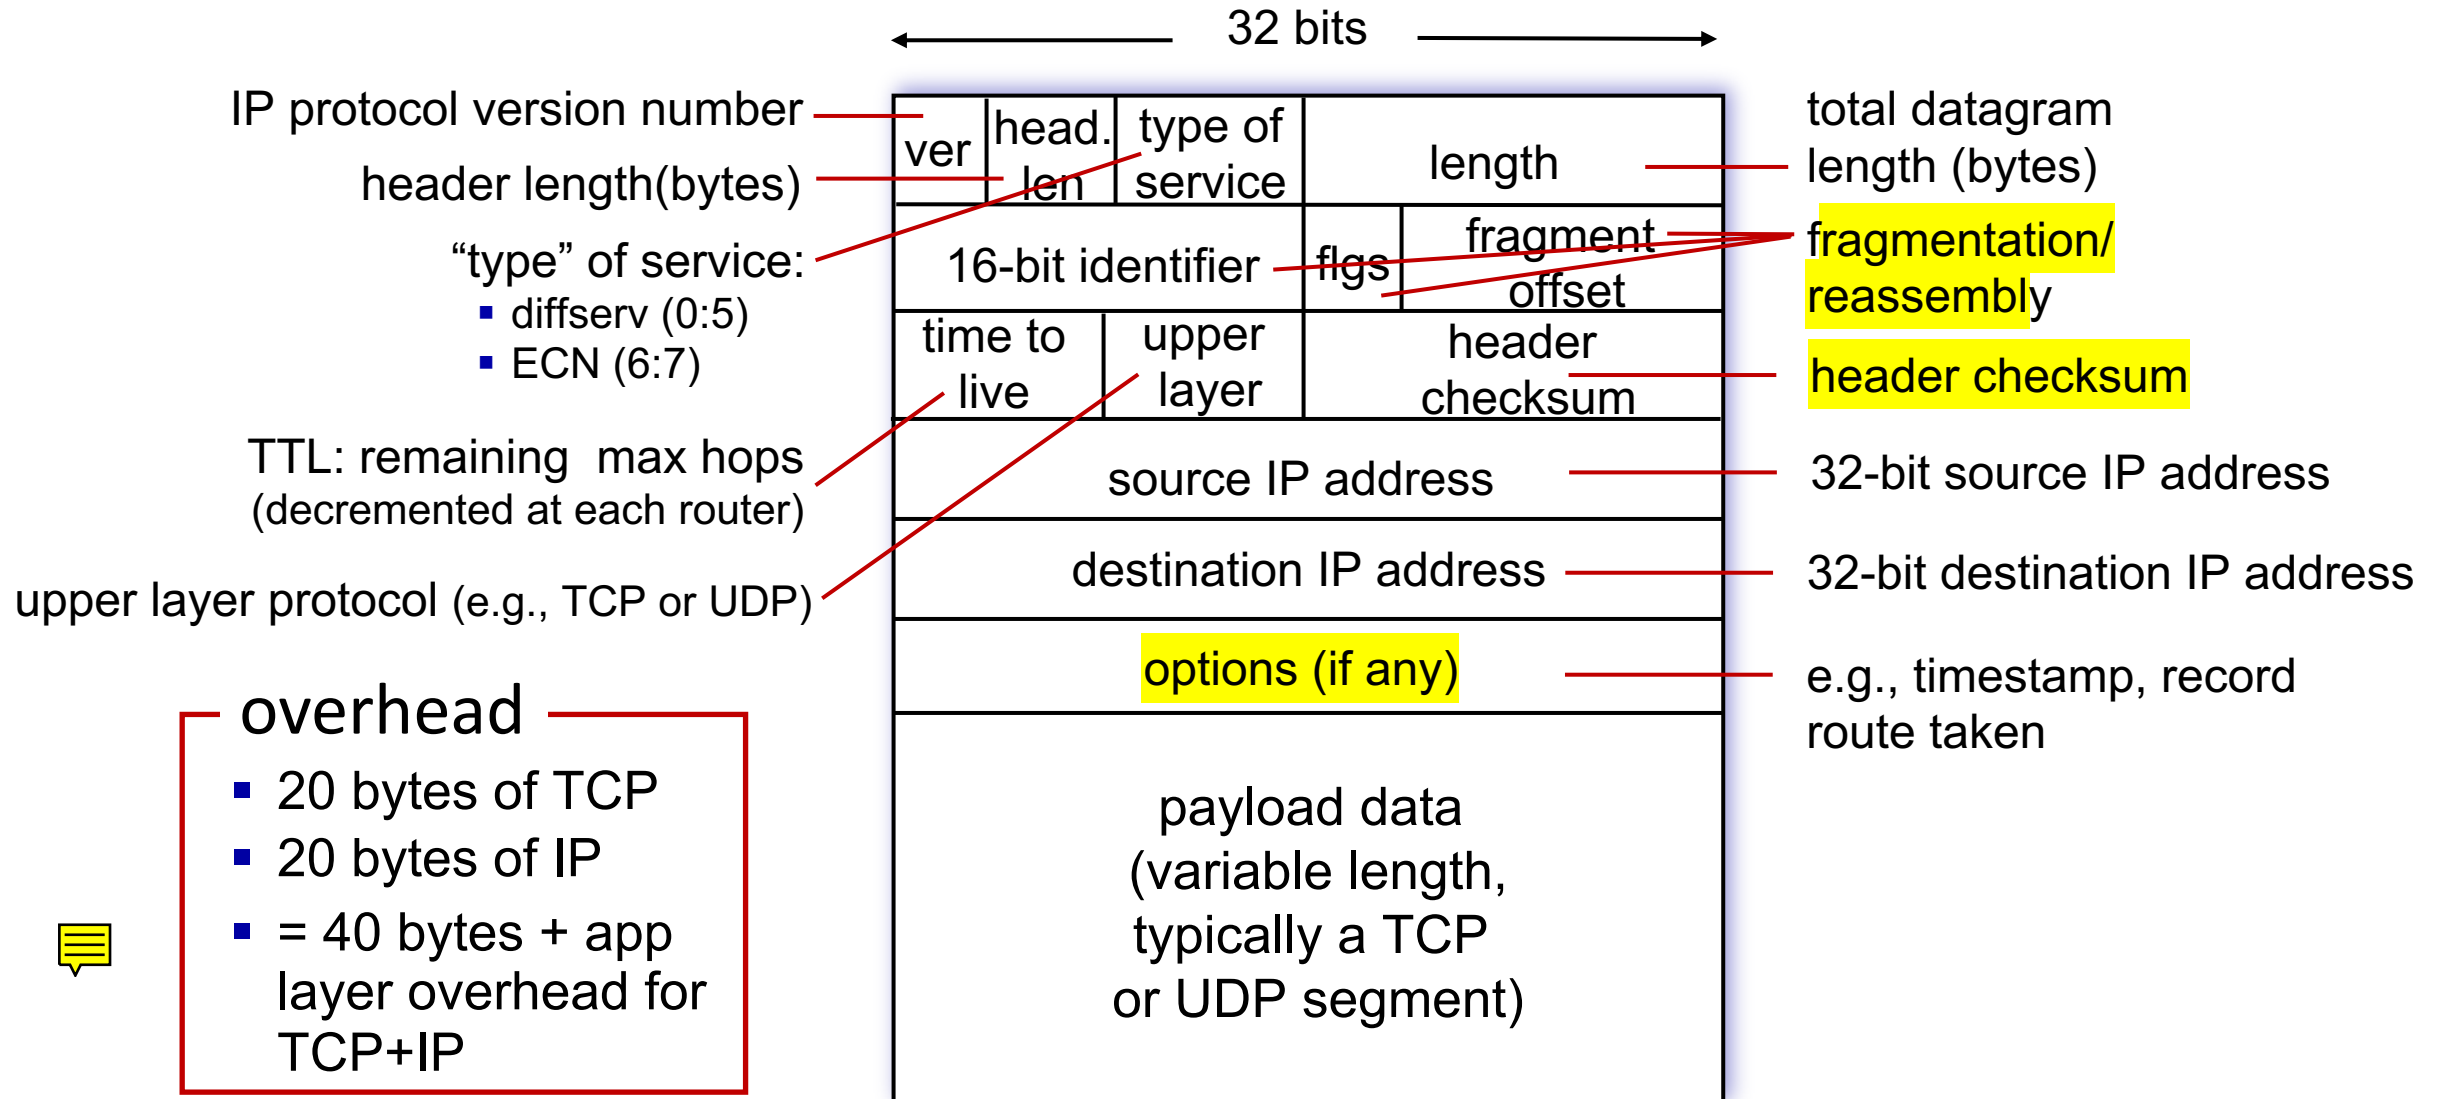 32 bits
IP protocol version number
header length(bytes)
“type” of service:
▪ diffserv (0:5)
▪ ECN (6:7)
TTL: remaining  max hops
(decremented at each router)
upper layer protocol (e.g., TCP or UDP)
overhead
▪ 20 bytes of TCP
▪ 20 bytes of IP
▪ = 40 bytes + app
layer overhead for
TCP+IP
ver
head.
len
type of
service
length
16-bit identifier
flgs
fragment
offset
time to
live
upper
layer
header
checksum
source IP address
destination IP address
options (if any)
payload data
(variable length,
typically a TCP
or UDP segment)
total datagram
length (bytes)
fragmentation/
reassembly
header checksum
32-bit source IP address
32-bit destination IP address
e.g., timestamp, record
route taken